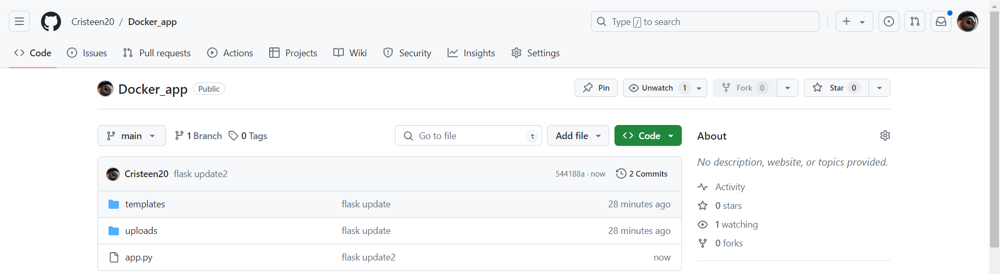 Cristeen20 / Docker_app
Type / to search
Code Issues Pull requests Actions Projects Wiki Security Insights Settings
Docker_app Public
Pin Unwatch 1 Fork 0 Star 0
main 1 Branch 0 Tags
Go to file t Add file Code
Cristeen20 flask update2 544188a · now 2 Commits
templates flask update 28 minutes ago
uploads flask update 28 minutes ago
app.py flask update2 now
About
No description, website, or topics provided.
Activity
0 stars
1 watching
0 forks